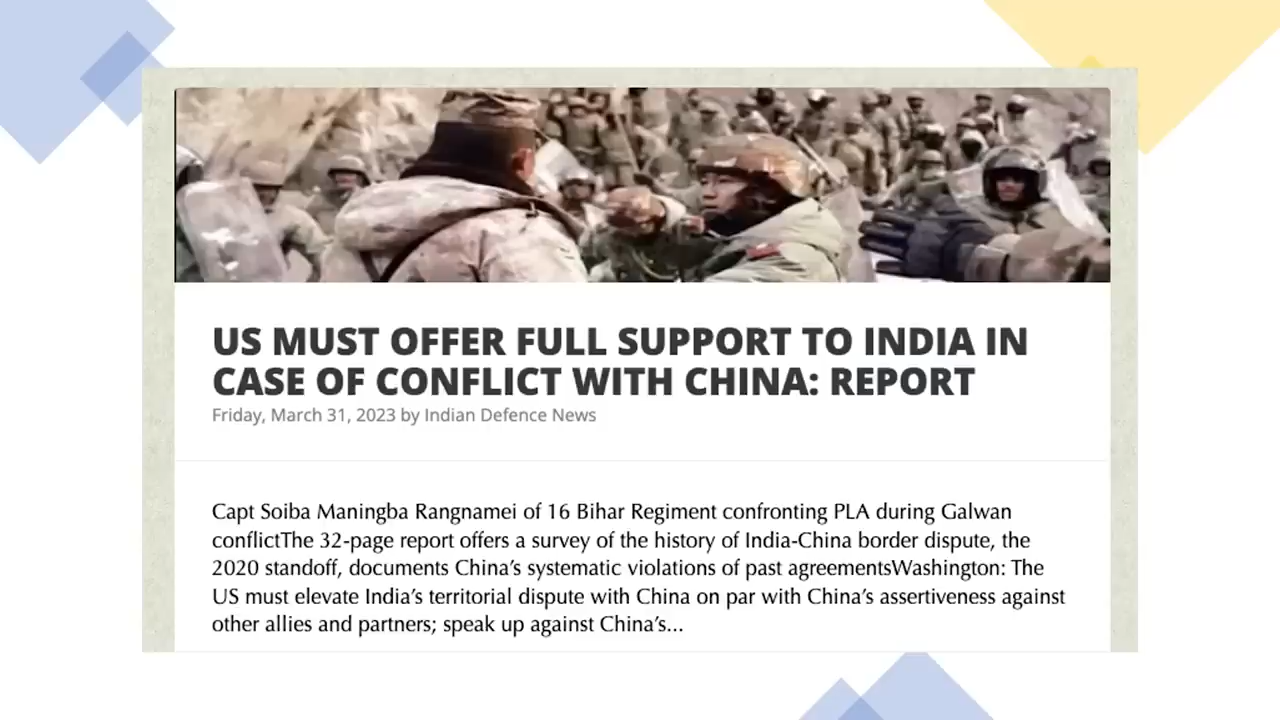 US MUST OFFER FULL SUPPORT TO INDIA IN
CASE OF CONFLICT WITH CHINA: REPORT
Friday, March 31, 2023 by Indian Defence News
Capt Soiba Maningba Rangnamei of 16 Bihar Regiment confronting PLA during Galwan
conflictThe 32-page report offers a survey of the history of India-China border dispute, the
2020 standoff, documents China’s systematic violations of past agreementsWashington: The
US must elevate India’s territorial dispute with China on par with China’s assertiveness against
other allies and partners; speak up against China’s...